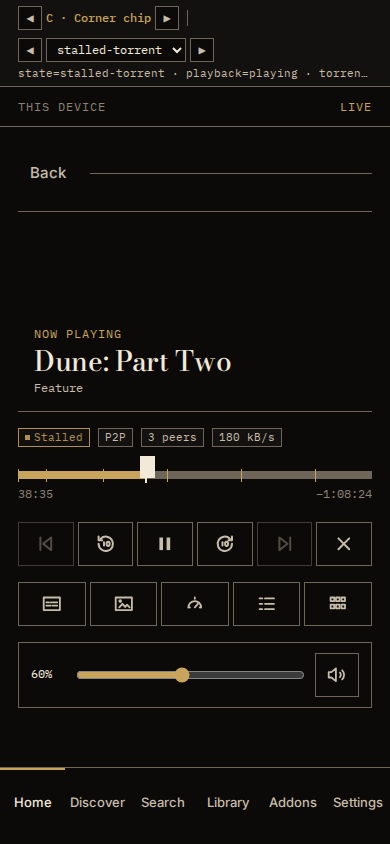 C · Corner chip
stalled-torrent
state=stalled-torrent · playback=playing · torren…
THIS DEVICE LIVE
Back
NOW PLAYING
Dune: Part Two
Feature
Stalled P2P 3 peers 180 kB/s
38:35 −1:08:24
10 10
60%
Home Discover Search Library Addons Settings